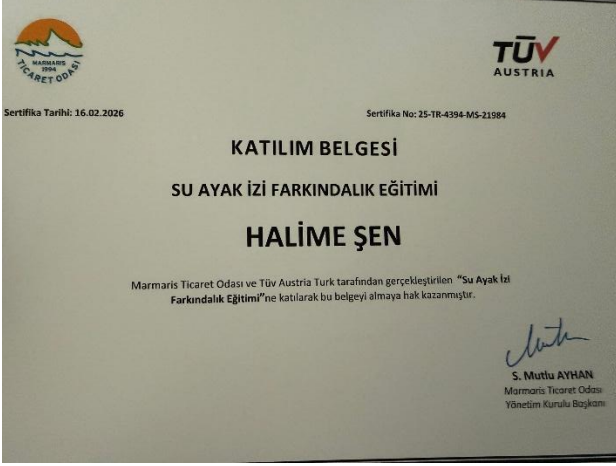 MARMARIS
1994
TİCARET ODASI
TÜV
AUSTRIA
Sertifika Tarihi: 16.02.2026
Sertifika No: 25-TR-4394-MS-21984
KATILIM BELGESİ
SU AYAK İZİ FARKINDALIK EĞİTİMİ
HALİME ŞEN
Marmaris Ticaret Odası ve Tüv Austria Turk tarafından gerçekleştirilen “Su Ayak İzi
Farkındalık Eğitimi”ne katılarak bu belgeyi almaya hak kazanmıştır.
S. Mutlu AYHAN
Marmaris Ticaret Odası
Yönetim Kurulu Başkanı